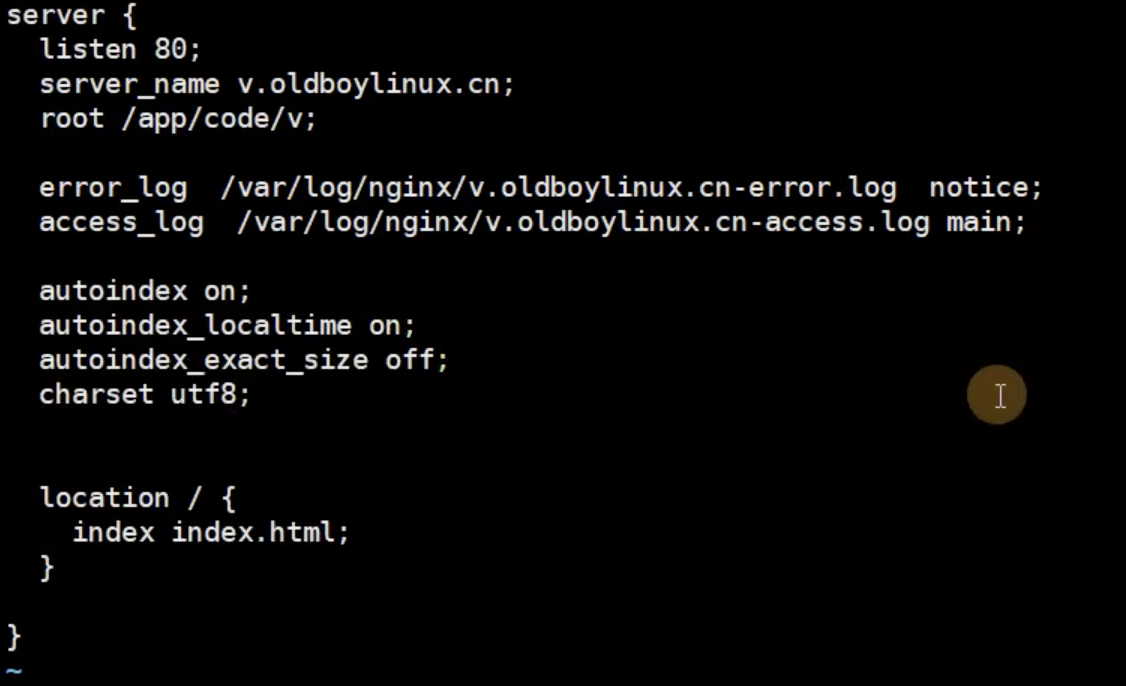 server {
  listen 80;
  server_name v.oldboylinux.cn;
  root /app/code/v;
  error_log  /var/log/nginx/v.oldboylinux.cn-error.log  notice;
  access_log  /var/log/nginx/v.oldboylinux.cn-access.log main;
  autoindex on;
  autoindex_localtime on;
  autoindex_exact_size off;
  charset utf8;
  location / {
    index index.html;
  }
}
~